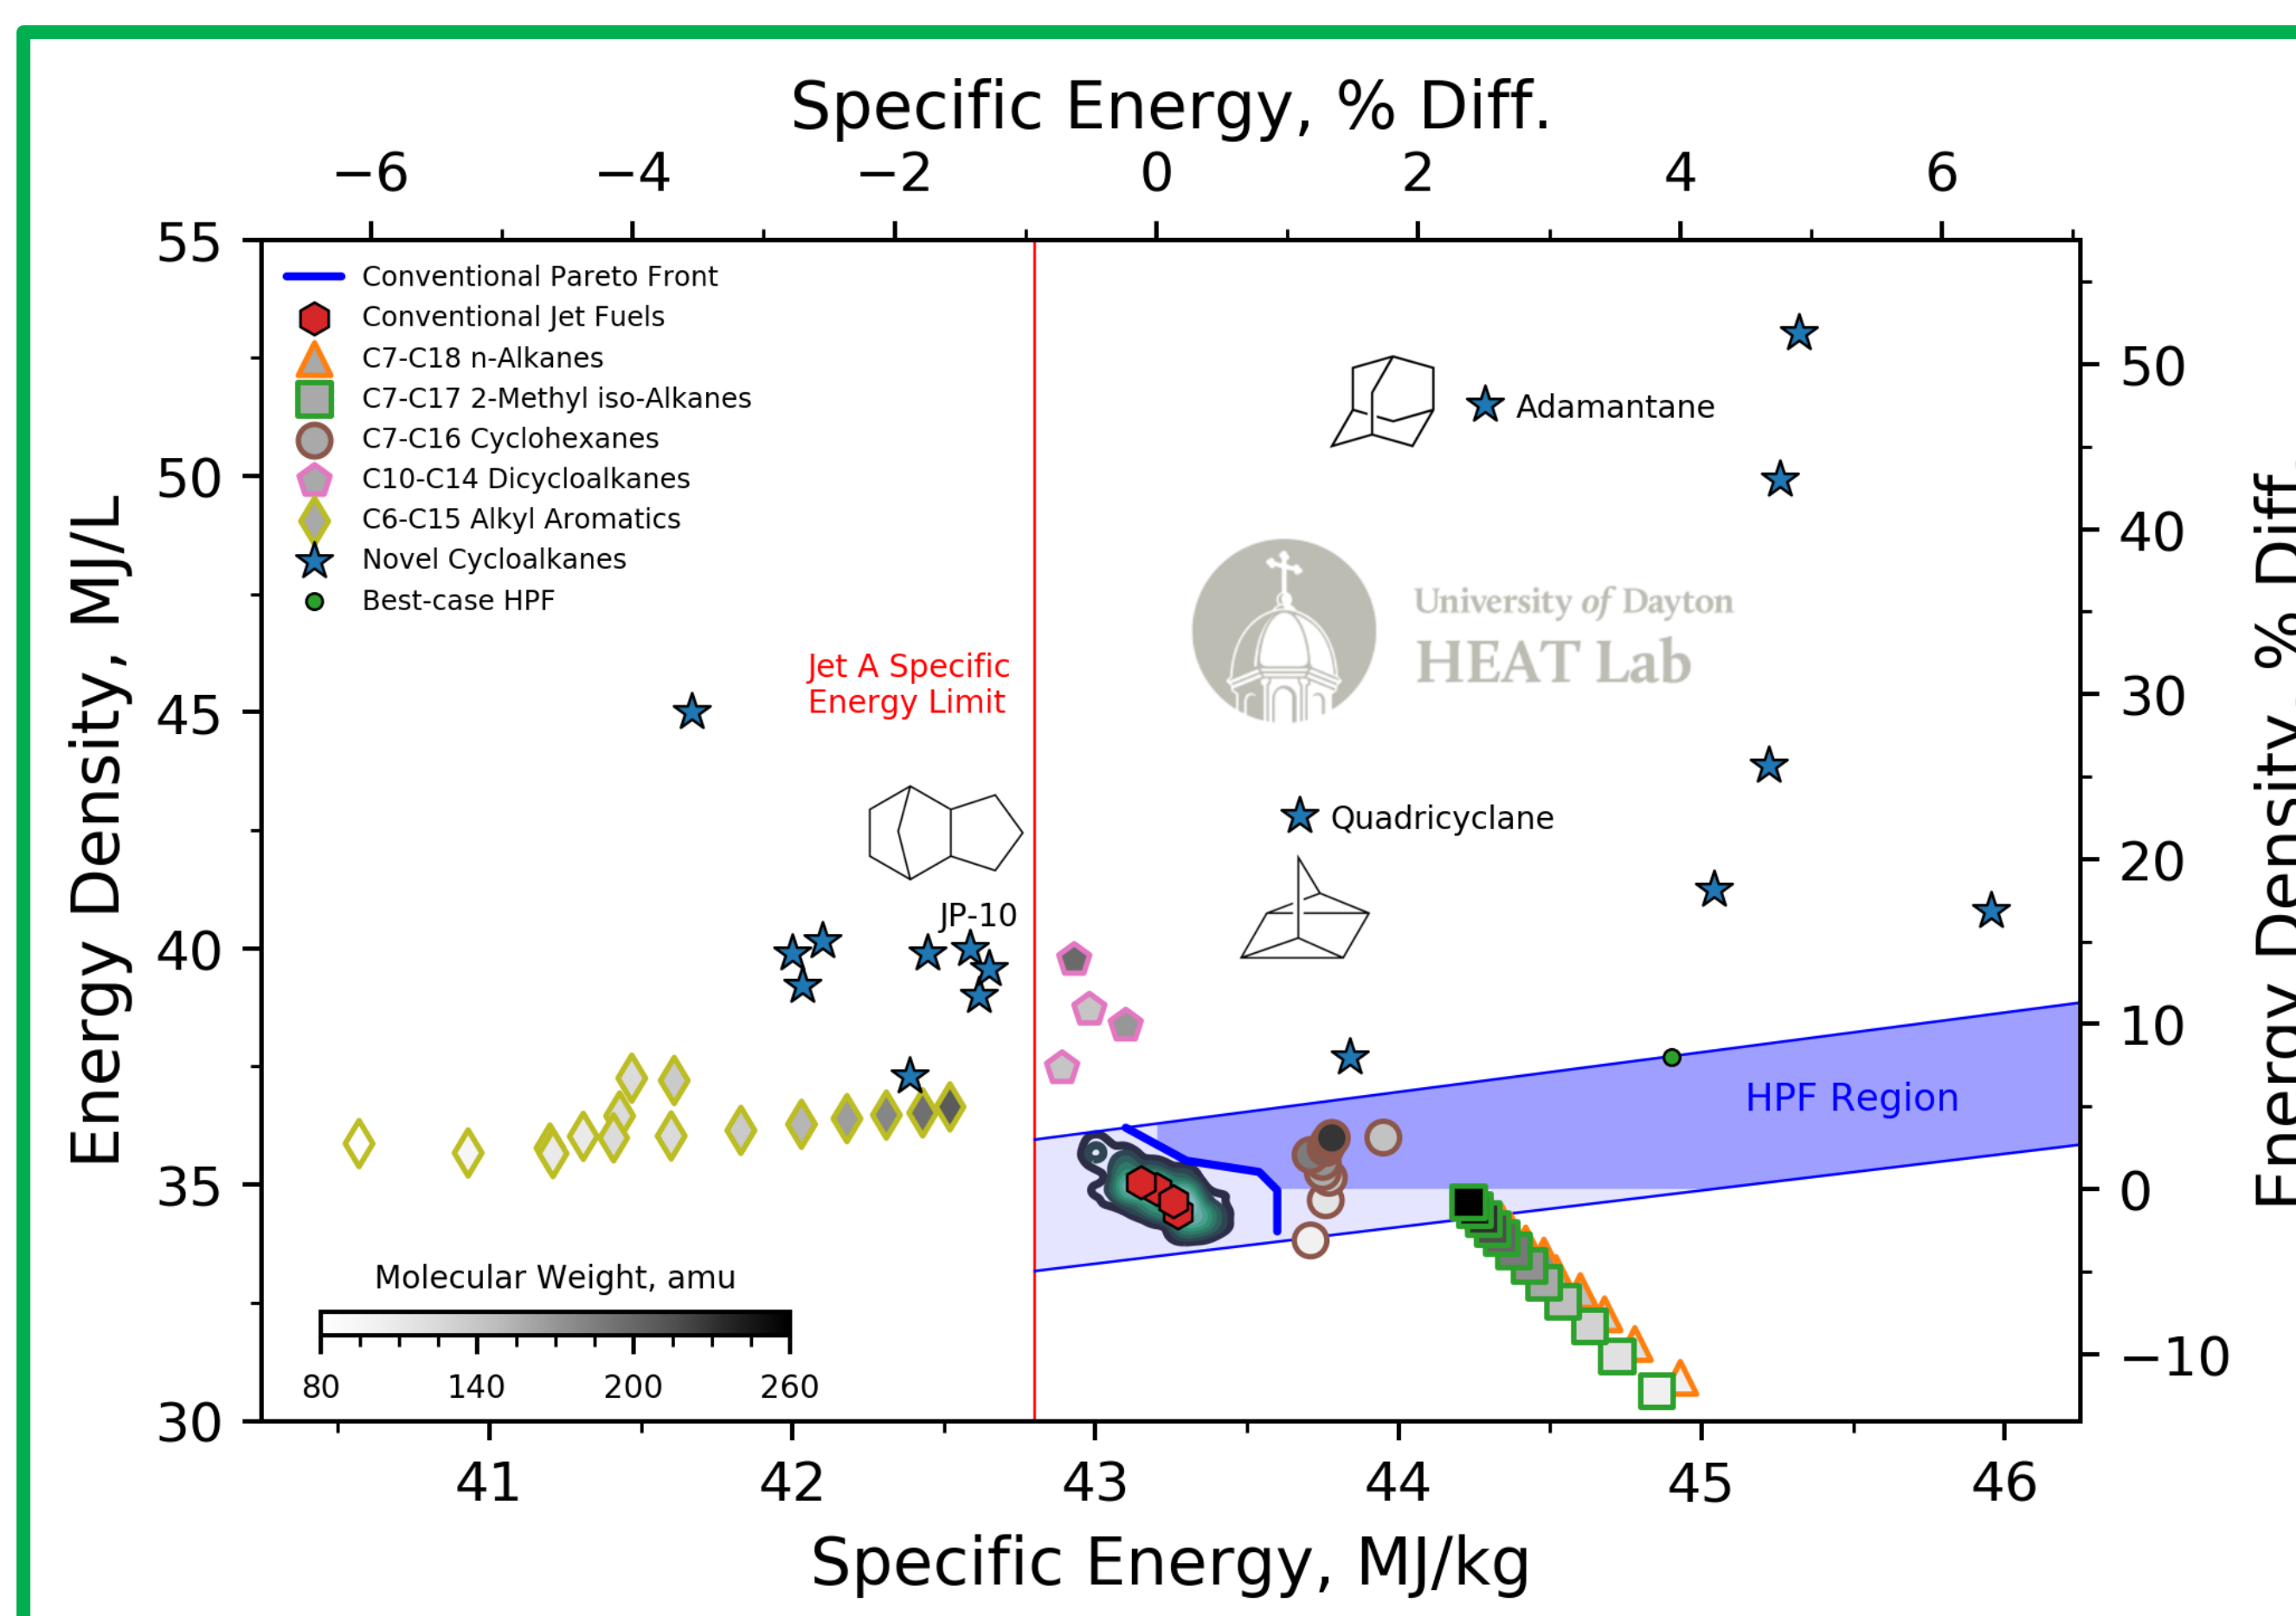 Specific Energy, % Diff.
−6 −4 −2 0 2 4 6
55
50
45
40
35
30
Energy Density, MJ/L
Conventional Pareto Front
Conventional Jet Fuels
C7-C18 n-Alkanes
C7-C17 2-Methyl iso-Alkanes
C7-C16 Cyclohexanes
C10-C14 Dicycloalkanes
C6-C15 Alkyl Aromatics
Novel Cycloalkanes
Best-case HPF
Adamantane
University of Dayton
HEAT Lab
Jet A Specific
Energy Limit
Quadricyclane
JP-10
HPF Region
Molecular Weight, amu
80 140 200 260
50
40
30
20
10
0
−10
Energy Density, % Diff.
41 42 43 44 45 46
Specific Energy, MJ/kg